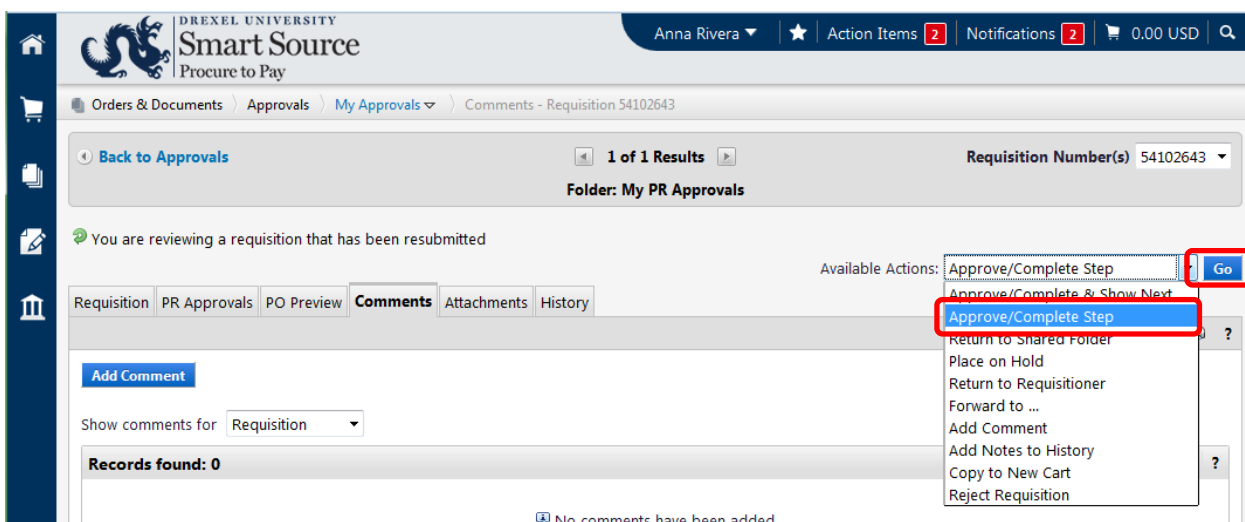 DREXEL UNIVERSITY
Smart Source
Procure to Pay
Anna Rivera
Action Items 2
Notifications 2
0.00 USD
Orders & Documents
Approvals
My Approvals
Comments - Requisition 54102643
Back to Approvals
1 of 1 Results
Requisition Number(s) 54102643
Folder: My PR Approvals
You are reviewing a requisition that has been resubmitted
Available Actions: Approve/Complete Step
Go
Requisition PR Approvals PO Preview Comments Attachments History
Approve/Complete & Show Next
Approve/Complete Step
Return to Shared Folder
Place on Hold
Return to Requisitioner
Forward to ...
Add Comment
Add Notes to History
Copy to New Cart
Reject Requisition
?
Add Comment
Show comments for Requisition
Records found: 0
?
No comments have been added